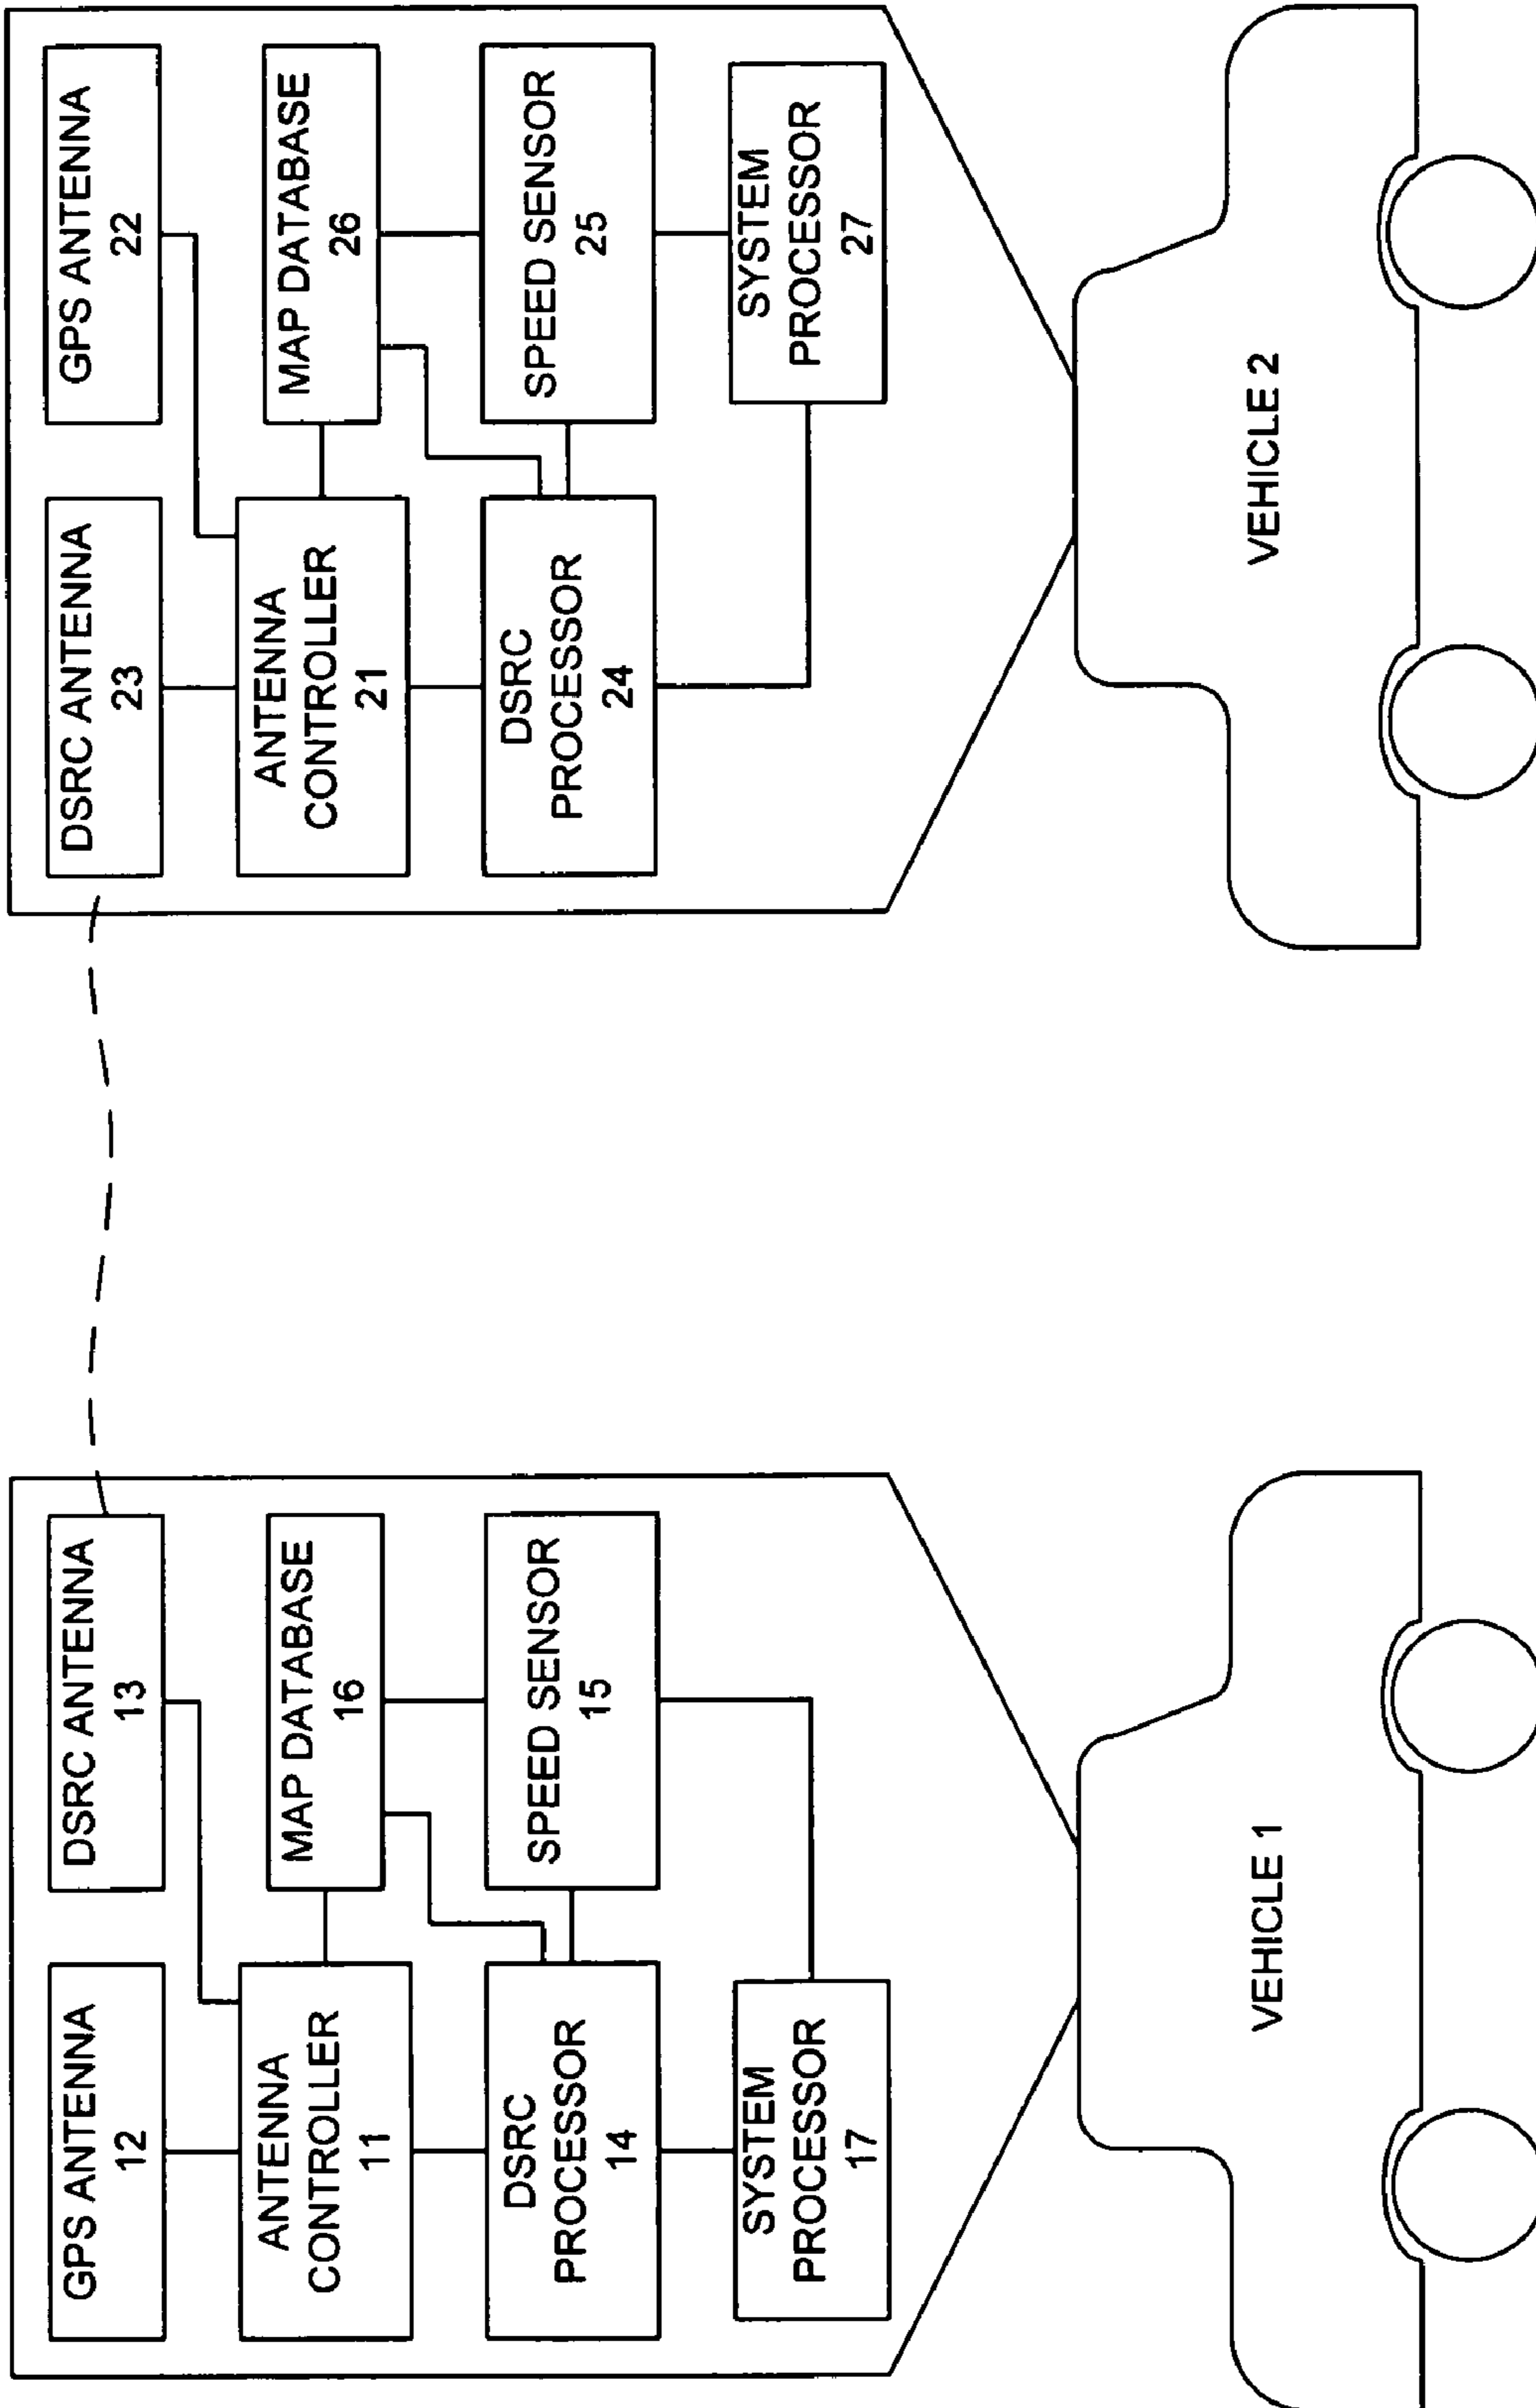 GPS ANTENNA
12
DSRC ANTENNA
13
ANTENNA
CONTROLLER
11
MAP DATABASE
16
DSRC
PROCESSOR
14
SPEED SENSOR
15
SYSTEM
PROCESSOR
17
VEHICLE 1
DSRC ANTENNA
23
GPS ANTENNA
22
ANTENNA
CONTROLLER
21
MAP DATABASE
26
DSRC
PROCESSOR
24
SPEED SENSOR
25
SYSTEM
PROCESSOR
27
VEHICLE 2